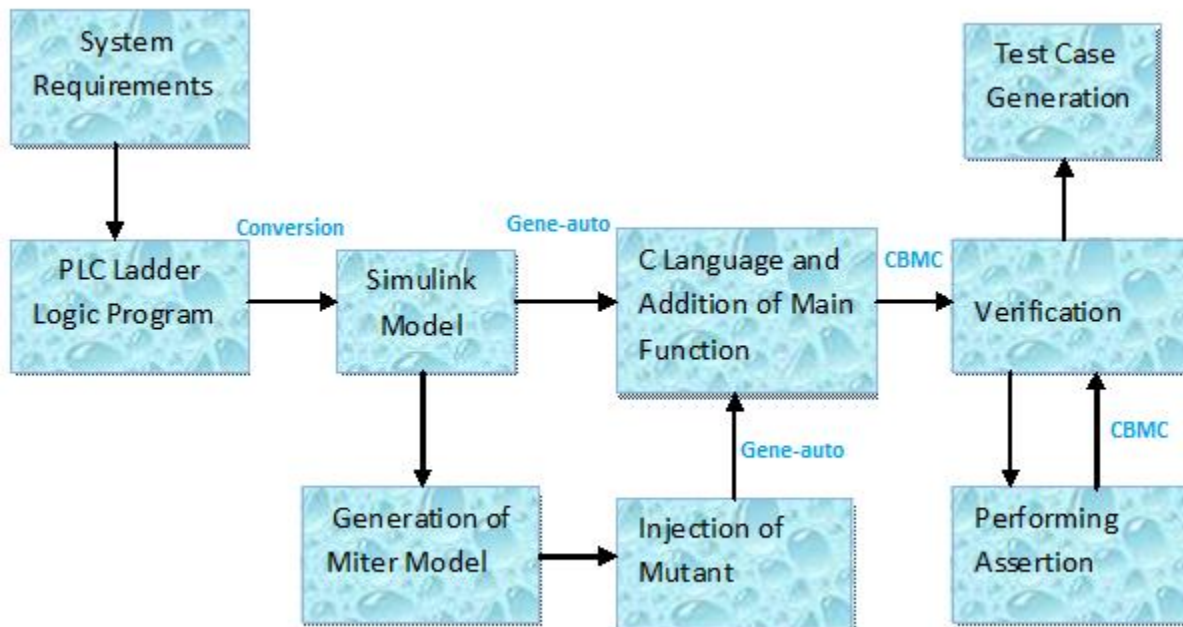 System
Requirements
Test Case
Generation
PLC Ladder
Logic Program
Conversion
Simulink
Model
Gene-auto
C Language and
Addition of Main
Function
CBMC
Verification
Generation of
Miter Model
Injection of
Mutant
Gene-auto
Performing
Assertion
CBMC